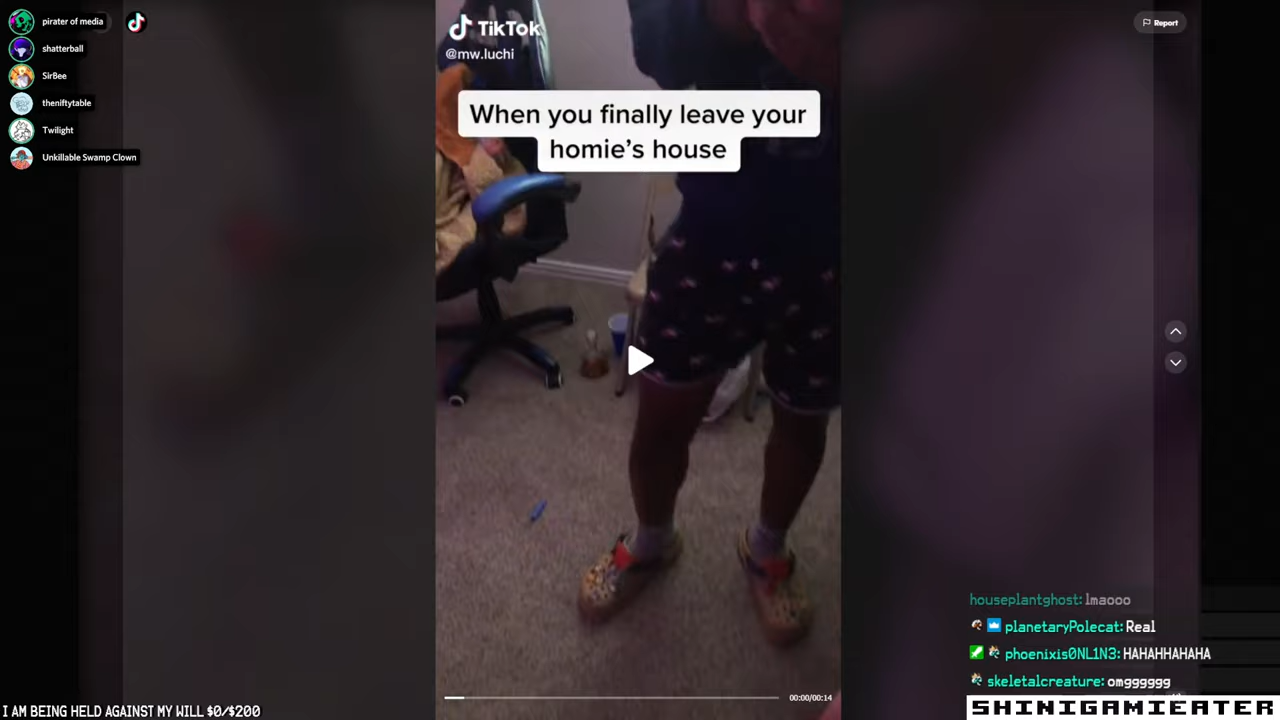 pirater of media
shatterball
SirBee
theniftytable
Twilight
Unkillable Swamp Clown
TikTok
@mw.luchi
When you finally leave your
homie's house
Report
00:00/00:14
houseplantghost: lmaooo
planetaryPolecat: Real
phoenixis0NL1N3: HAHAHHAHAHA
skeletalcreature: omgggggg
I AM BEING HELD AGAINST MY WILL $0/$200
SHINIGAMIEATER